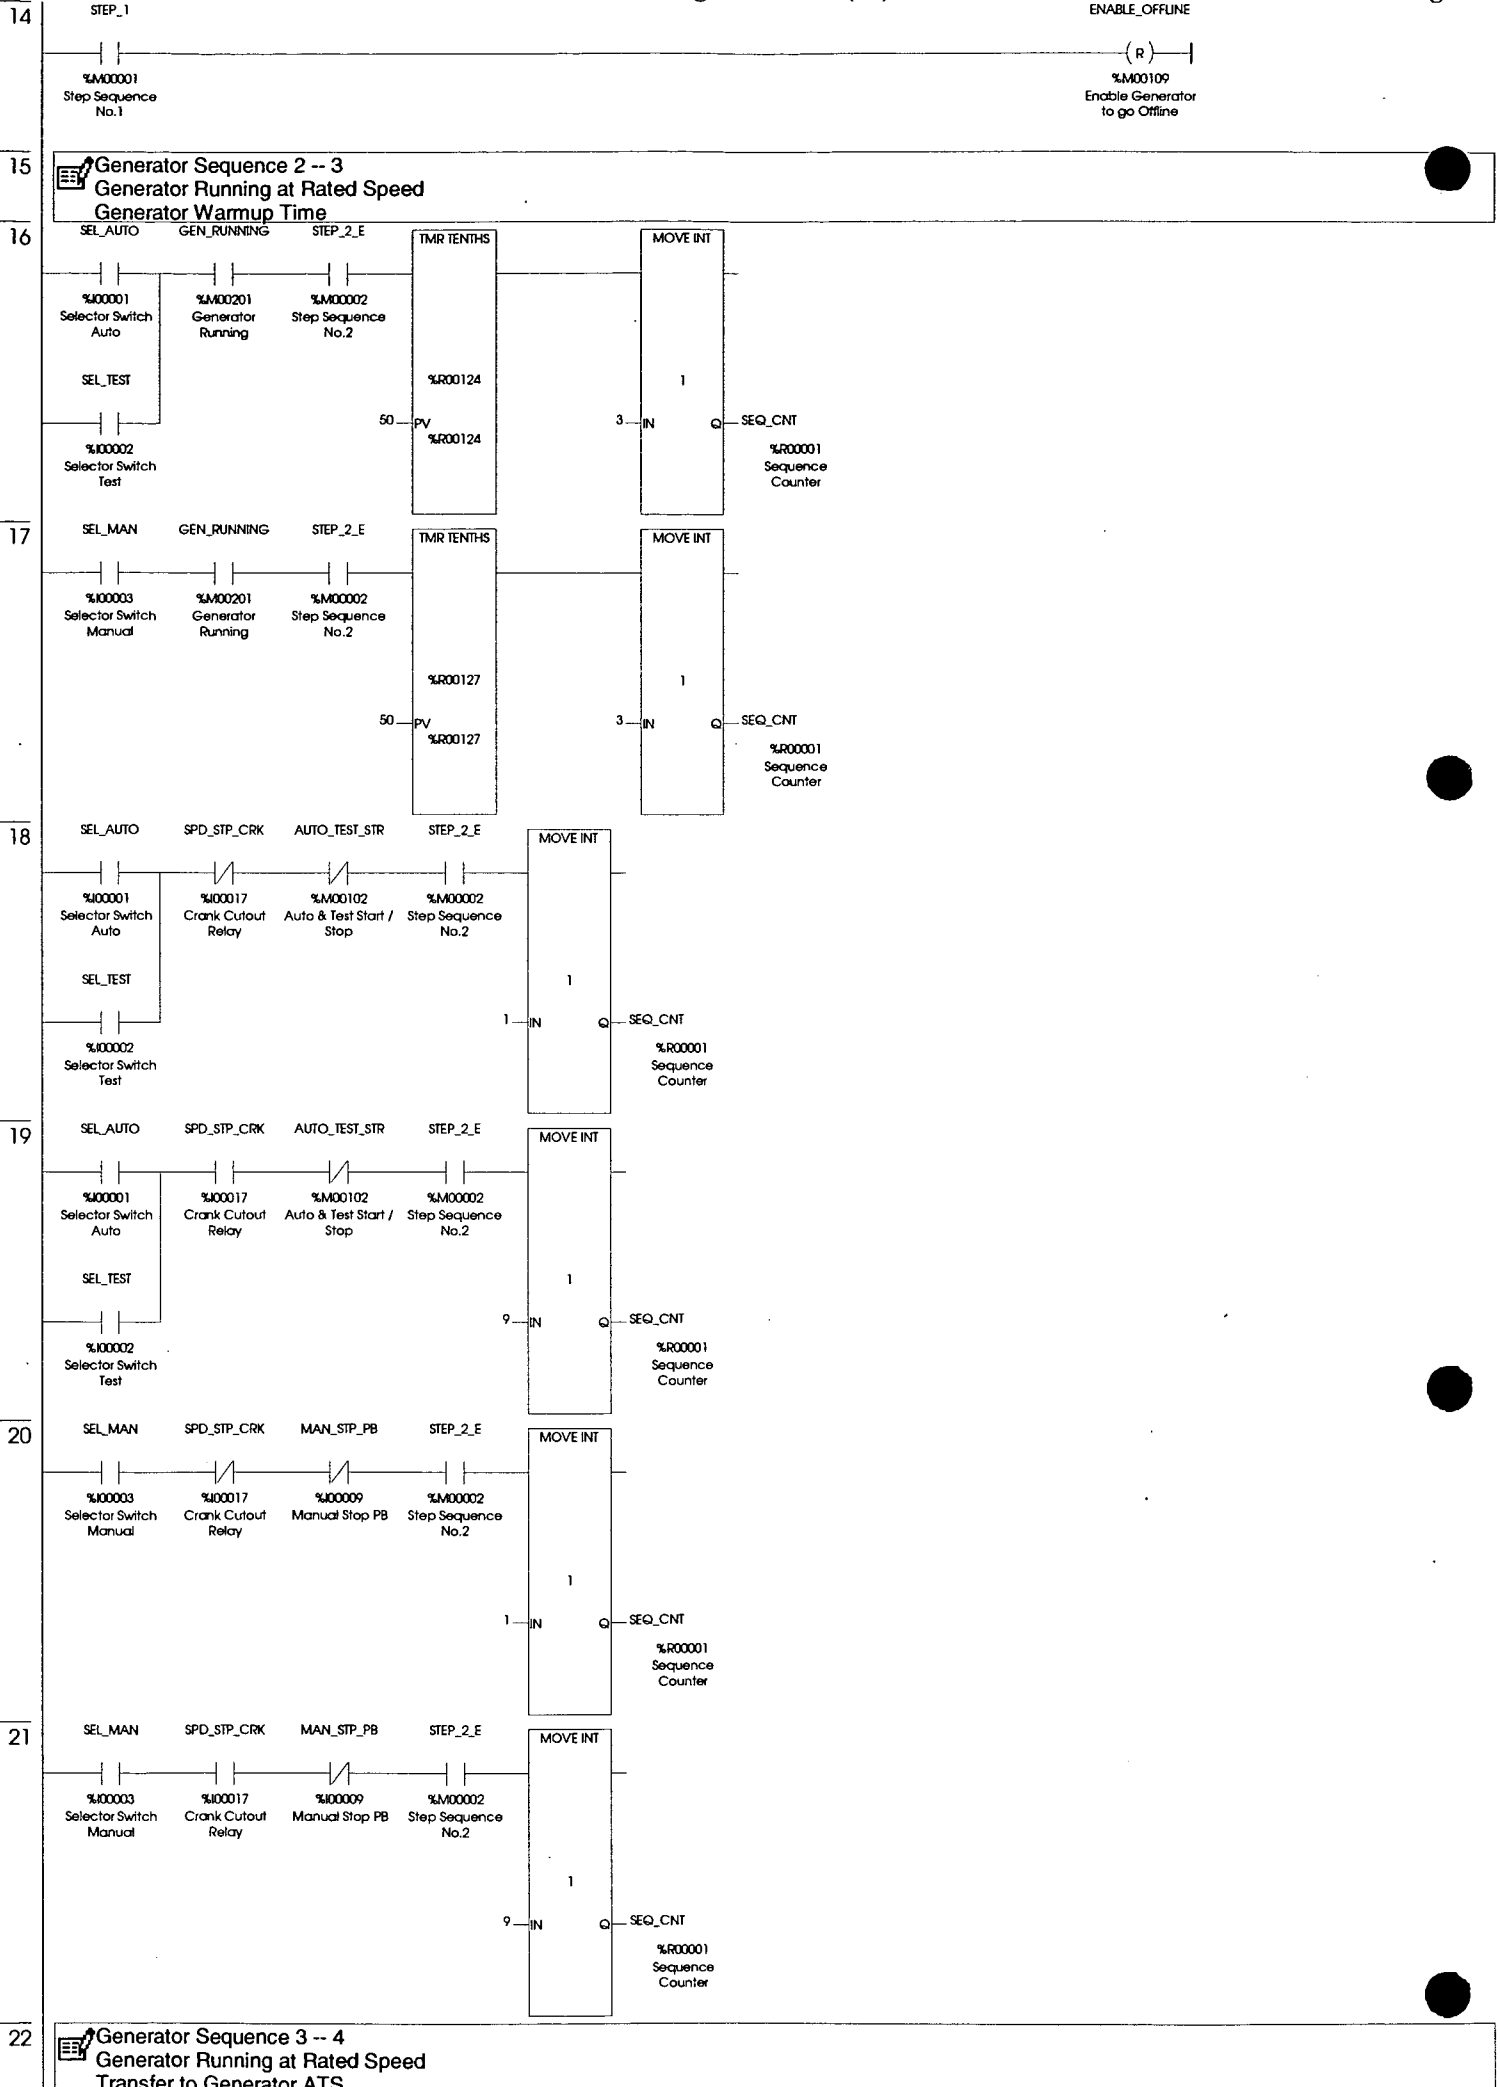 14
STEP_1
ENABLE_OFFLINE
R
%M00001
Step Sequence
No.1
%M00109
Enable Generator
to go Offline
15
Generator Sequence 2 -- 3
Generator Running at Rated Speed
Generator Warmup Time
16
SEL_AUTO GEN_RUNNING STEP_2_E TMR TENTHS MOVE INT
%I00001 %M00201 %M00002
Selector Switch Generator Step Sequence
Auto Running No.2
SEL_TEST %R00124 1
50 PV 3 IN Q SEQ_CNT
%R00124
%I00002 %R00001
Selector Switch Sequence
Test Counter
17
SEL_MAN GEN_RUNNING STEP_2_E TMR TENTHS MOVE INT
%I00003 %M00201 %M00002
Selector Switch Generator Step Sequence
Manual Running No.2
%R00127 1
50 PV 3 IN Q SEQ_CNT
%R00127
%R00001
Sequence
Counter
18
SEL_AUTO SPD_STP_CRK AUTO_TEST_STR STEP_2_E MOVE INT
%I00001 %I00017 %M00102 %M00002
Selector Switch Crank Cutout Auto & Test Start / Step Sequence
Auto Relay Stop No.2
SEL_TEST 1
1 IN Q SEQ_CNT
%I00002 %R00001
Selector Switch Sequence
Test Counter
19
SEL_AUTO SPD_STP_CRK AUTO_TEST_STR STEP_2_E MOVE INT
%I00001 %I00017 %M00102 %M00002
Selector Switch Crank Cutout Auto & Test Start / Step Sequence
Auto Relay Stop No.2
SEL_TEST 1
9 IN Q SEQ_CNT
%I00002 %R00001
Selector Switch Sequence
Test Counter
20
SEL_MAN SPD_STP_CRK MAN_STP_PB STEP_2_E MOVE INT
%I00003 %I00017 %I00009 %M00002
Selector Switch Crank Cutout Manual Stop PB Step Sequence
Manual Relay No.2
1
1 IN Q SEQ_CNT
%R00001
Sequence
Counter
21
SEL_MAN SPD_STP_CRK MAN_STP_PB STEP_2_E MOVE INT
%I00003 %I00017 %I00009 %M00002
Selector Switch Crank Cutout Manual Stop PB Step Sequence
Manual Relay No.2
1
9 IN Q SEQ_CNT
%R00001
Sequence
Counter
22
Generator Sequence 3 -- 4
Generator Running at Rated Speed
Transfer to Generator ATS